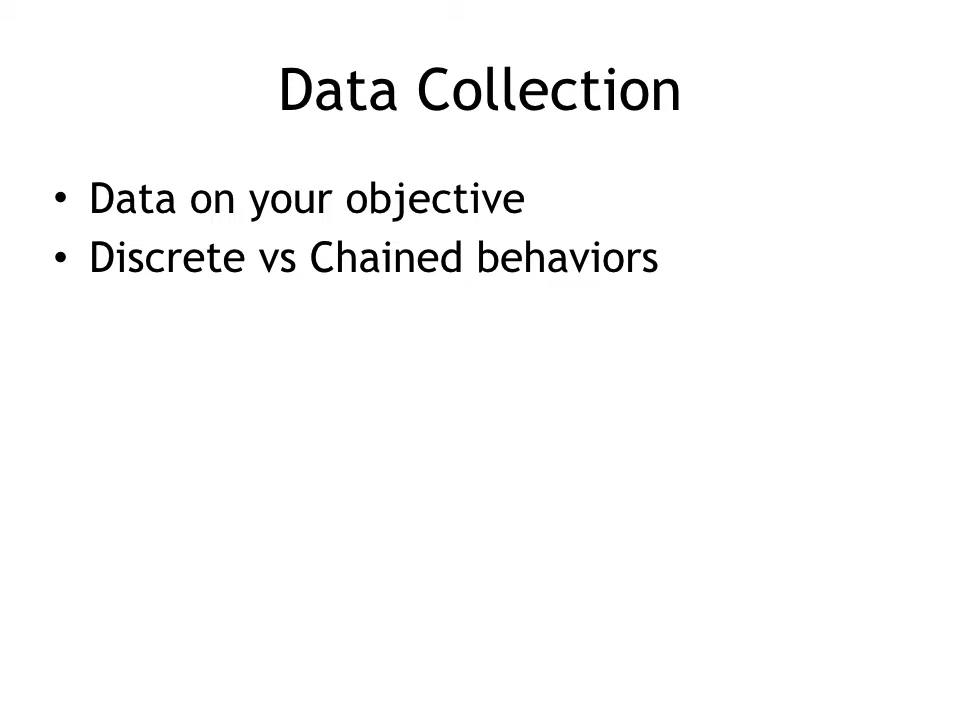 Data Collection
• Data on your objective
• Discrete vs Chained behaviors